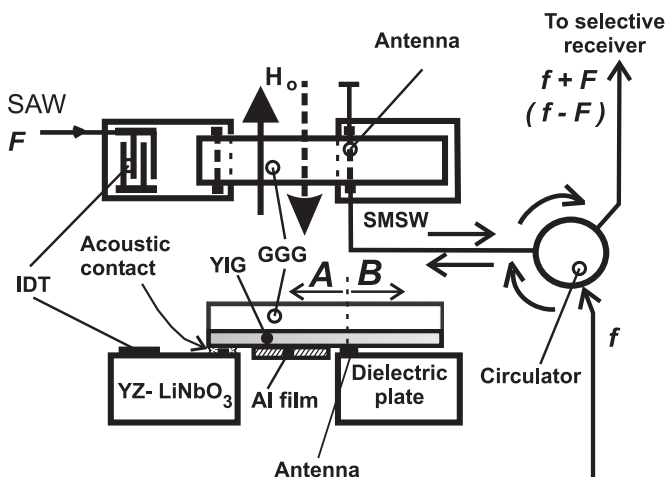 To selective
receiver
f + F
( f - F )
Antenna
H o
SAW
F
SMSW
Acoustic
contact
GGG
YIG
IDT
A B
f
Circulator
YZ- LiNbO3
Al film
Dielectric
plate
Antenna